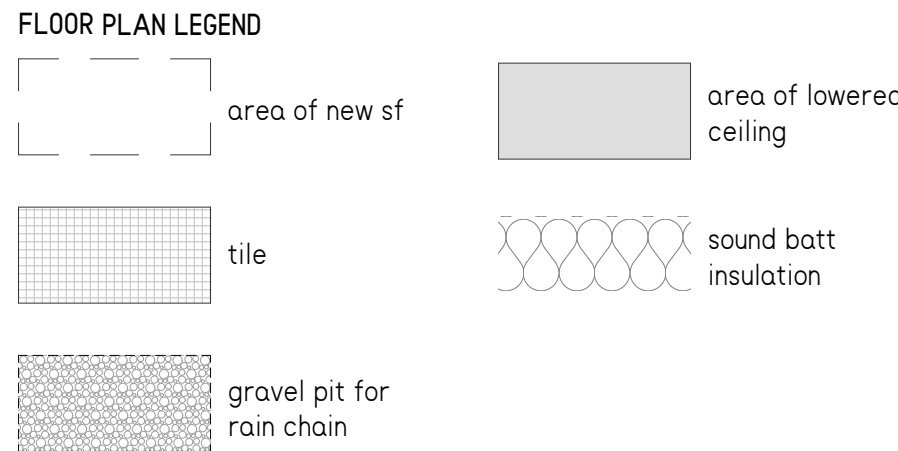 FLOOR PLAN LEGEND
area of new sf
area of lowered
ceiling
tile
sound batt
insulation
gravel pit for
rain chain